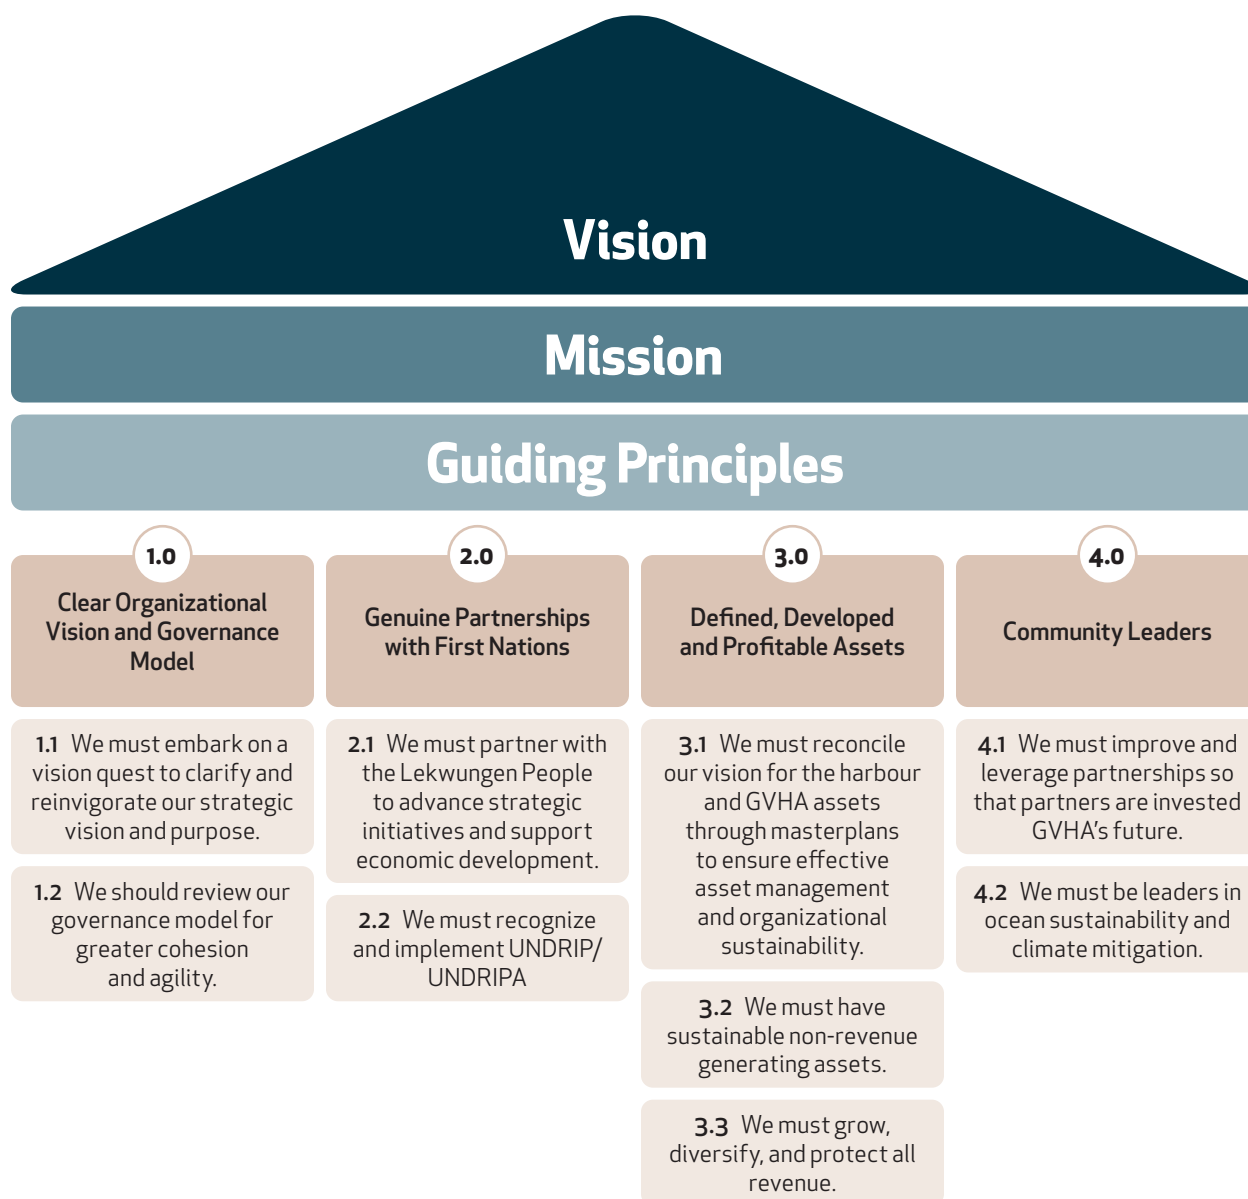 Vision
Mission
Guiding Principles
1.0
Clear Organizational
Vision and Governance
Model
1.1 We must embark on a
vision quest to clarify and
reinvigorate our strategic
vision and purpose.
1.2 We should review our
governance model for
greater cohesion
and agility.
2.0
Genuine Partnerships
with First Nations
2.1 We must partner with
the Lekwungen People
to advance strategic
initiatives and support
economic development.
2.2 We must recognize
and implement UNDRIP/
UNDRIPA
3.0
Defined, Developed
and Profitable Assets
3.1 We must reconcile
our vision for the harbour
and GVHA assets
through masterplans
to ensure effective
asset management
and organizational
sustainability.
3.2 We must have
sustainable non-revenue
generating assets.
3.3 We must grow,
diversify, and protect all
revenue.
4.0
Community Leaders
4.1 We must improve and
leverage partnerships so
that partners are invested
GVHA's future.
4.2 We must be leaders in
ocean sustainability and
climate mitigation.